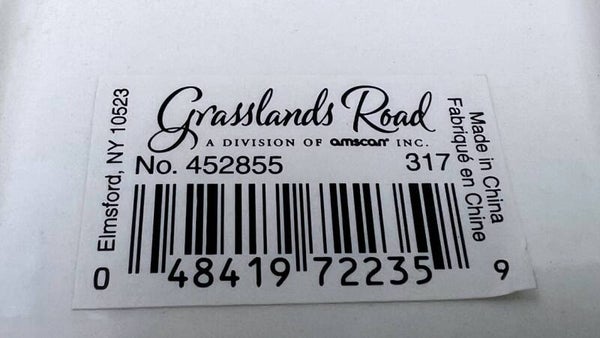 Grasslands Road
A DIVISION OF amscan INC.
No. 452855 317
0 48419 72235 9
Elmsford, NY 10523
Made in China
Fabriqué en Chine